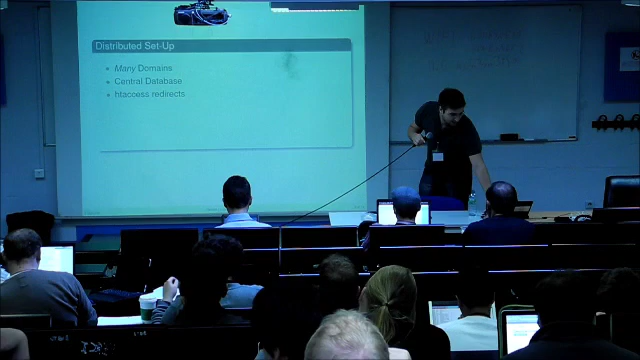 Distributed Set-Up
Many Domains
Central Database
htaccess redirects